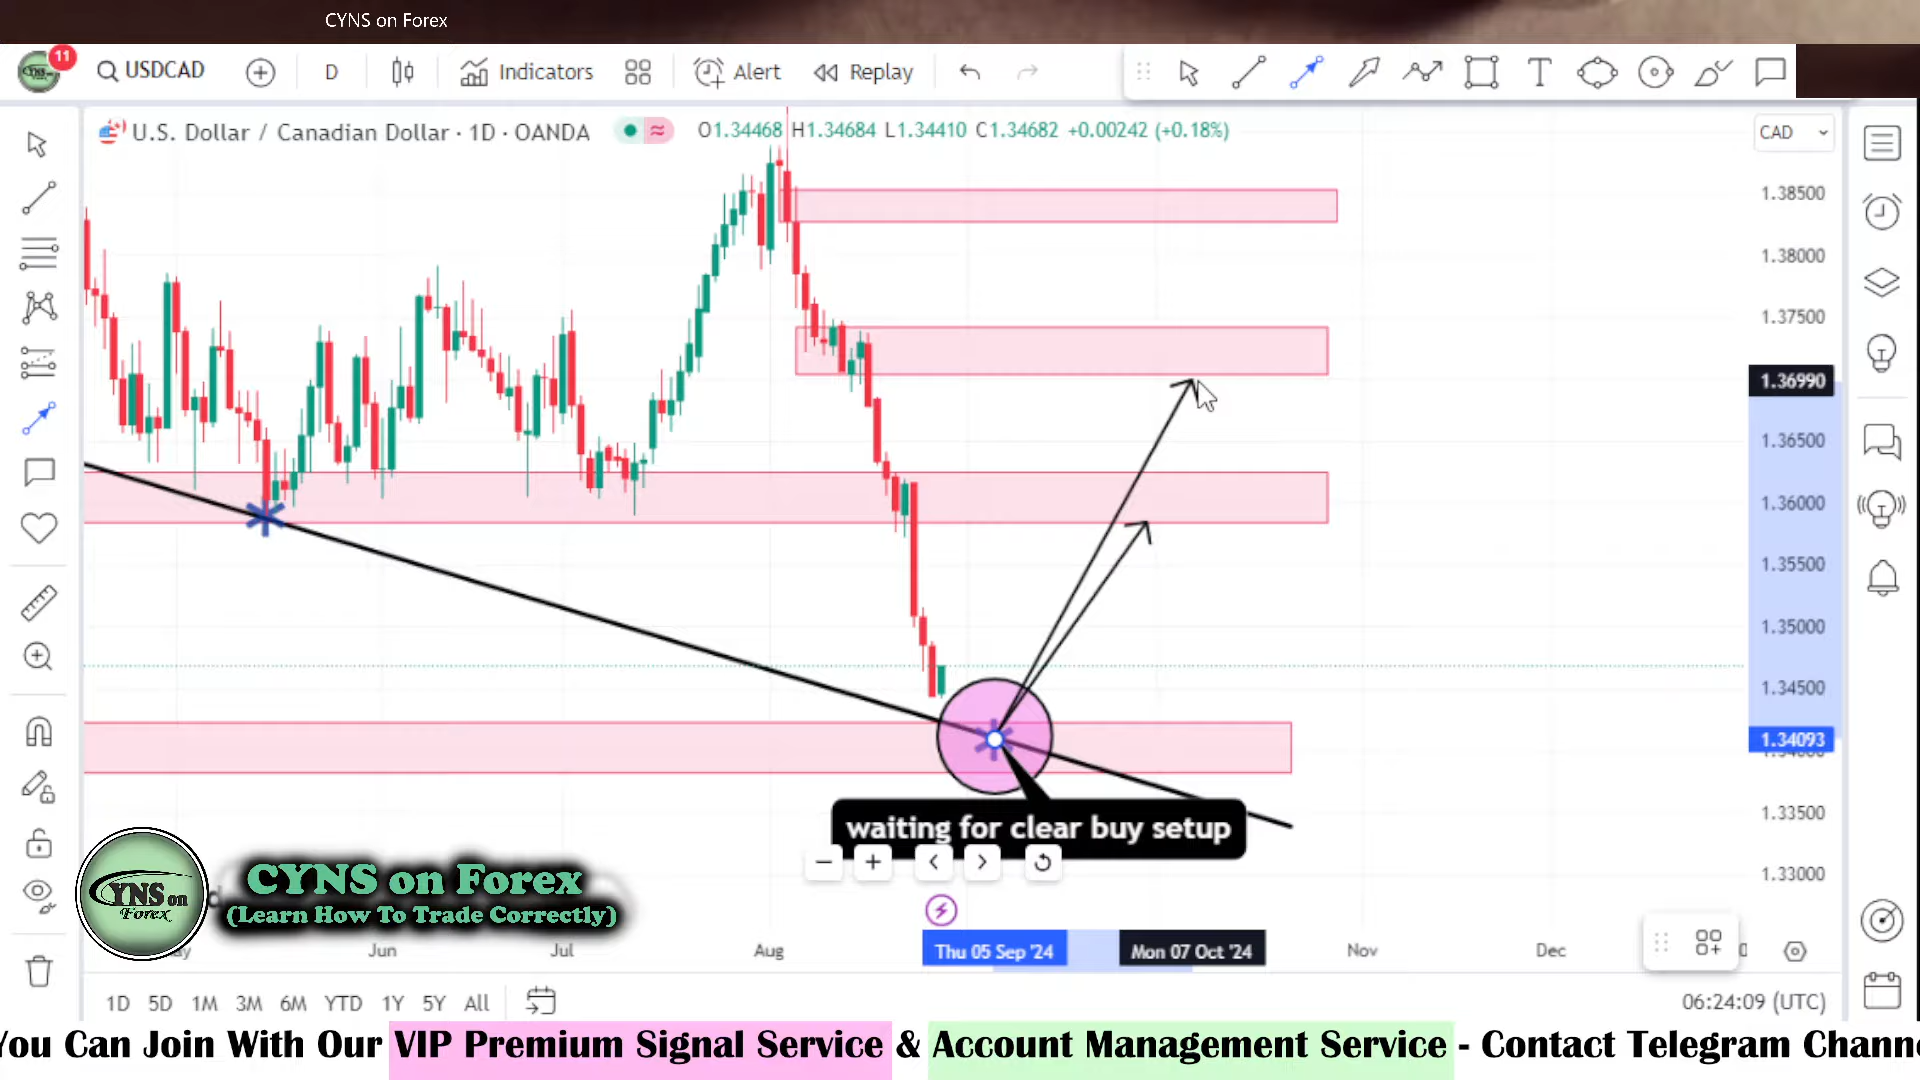 CYNS on Forex
11
USDCAD
D
Indicators
Alert
Replay
U.S. Dollar / Canadian Dollar · 1D · OANDA
O1.34468 H1.34684 L1.34410 C1.34682 +0.00242 (+0.18%)
CAD
1.38500
1.38000
1.37500
1.36990
1.36500
1.36000
1.35500
1.35000
1.34500
1.34093
1.33500
1.33000
waiting for clear buy setup
CYNS on Forex
(Learn How To Trade Correctly)
CYNS on
Forex
Jun
Jul
Aug
Thu 05 Sep '24
Mon 07 Oct '24
Nov
Dec
1D 5D 1M 3M 6M YTD 1Y 5Y All
06:24:09 (UTC)
You Can Join With Our VIP Premium Signal Service & Account Management Service - Contact Telegram Chann